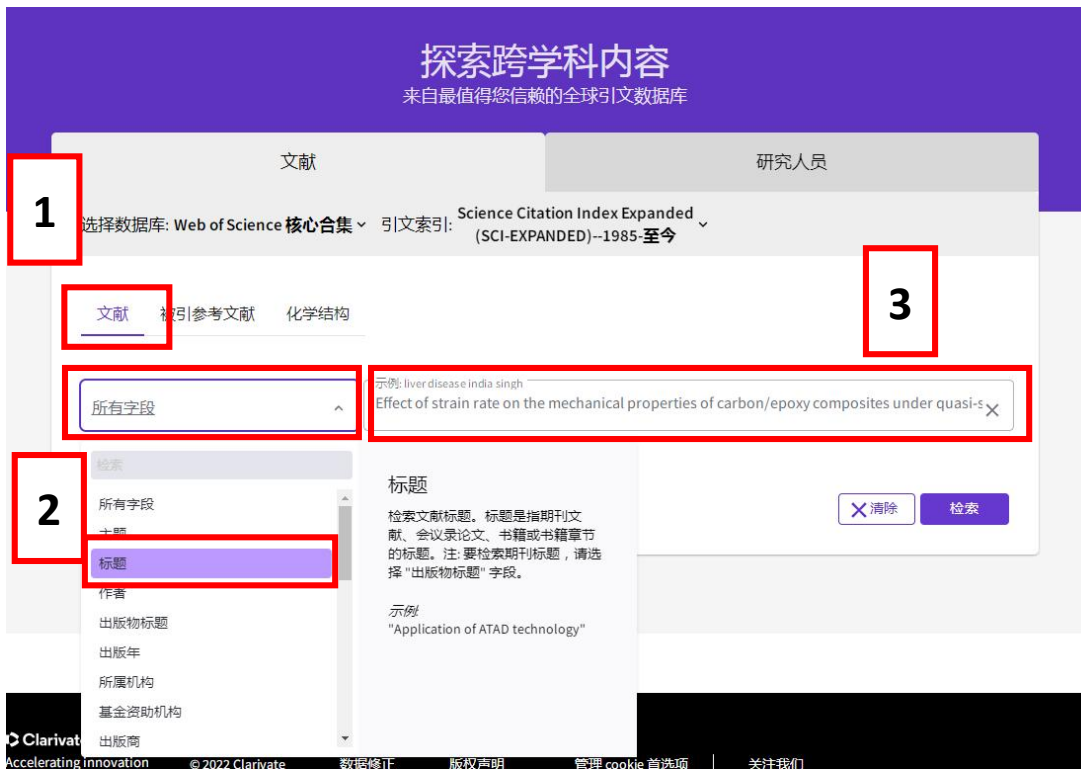 探索跨学科内容
来自最值得您信赖的全球引文数据库
文献
研究人员
1
选择数据库: Web of Science 核心合集
引文索引:
Science Citation Index Expanded
(SCI-EXPANDED)--1985-至今
3
文献
被引参考文献
化学结构
所有字段
示例: liver disease india singh
Effect of strain rate on the mechanical properties of carbon/epoxy composites under quasi-s
2
检索
所有字段
主题
标题
作者
出版物标题
出版年
所属机构
基金资助机构
出版商
标题
检索文献标题。标题是指期刊文
献、会议录论文、书籍或书籍章节
的标题。注: 要检索期刊标题，请选
择 "出版物标题" 字段。
示例
"Application of ATAD technology"
清除
检索
Clarivat
Accelerating innovation
© 2022 Clarivate
数据修正
版权声明
管理 cookie 首选项
关注我们